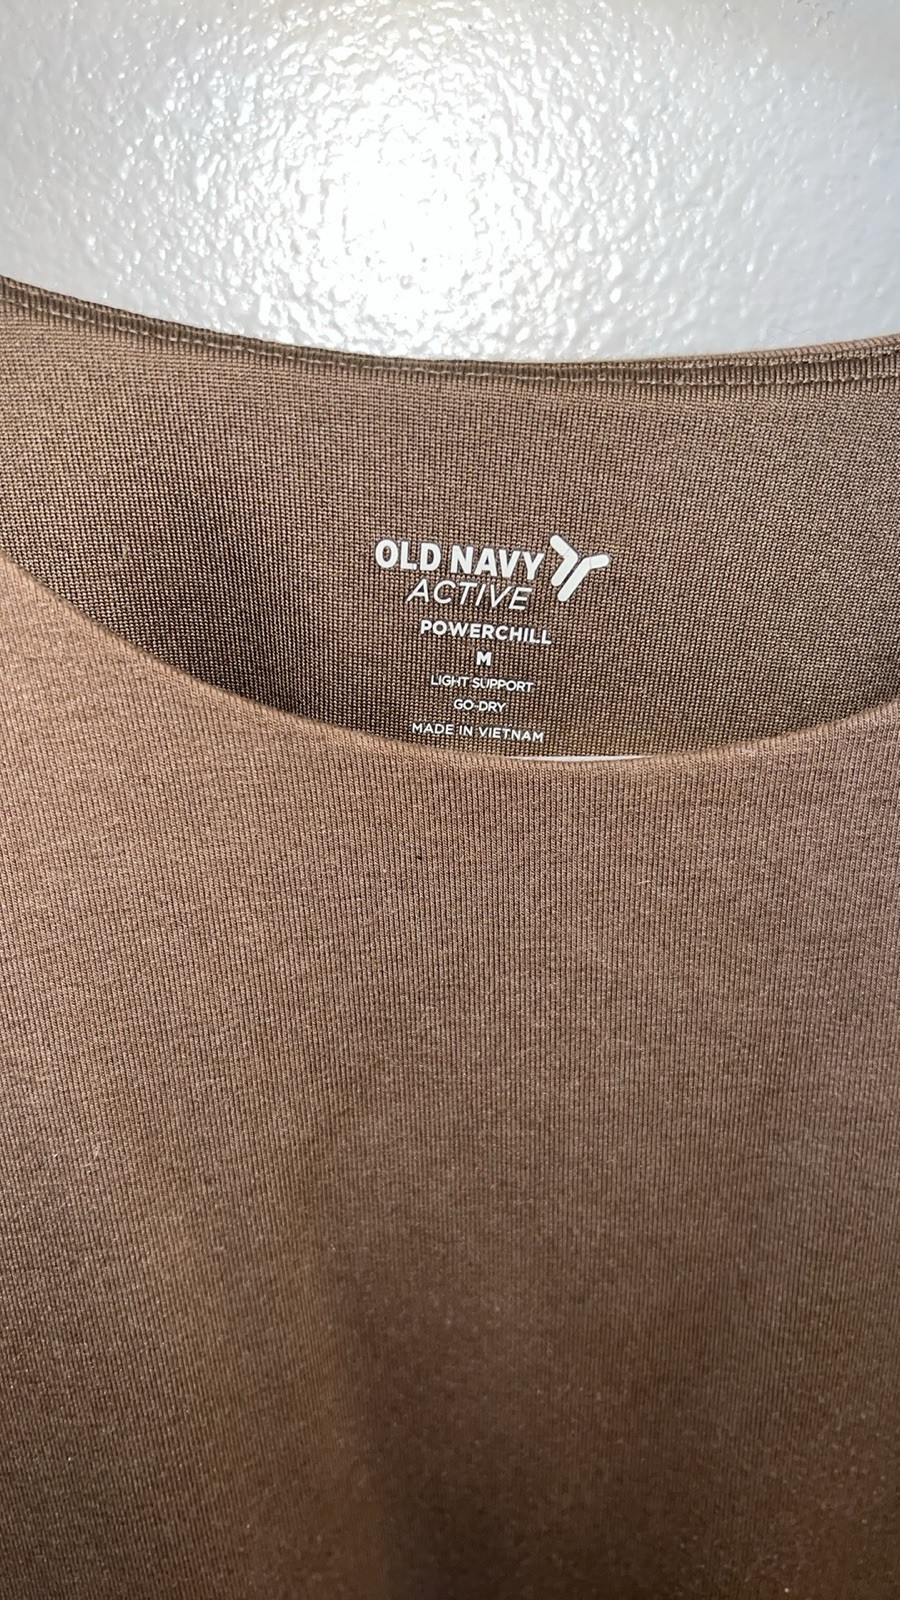 OLD NAVY
ACTIVE
POWERCHILL
M
LIGHT SUPPORT
GO-DRY
MADE IN VIETNAM